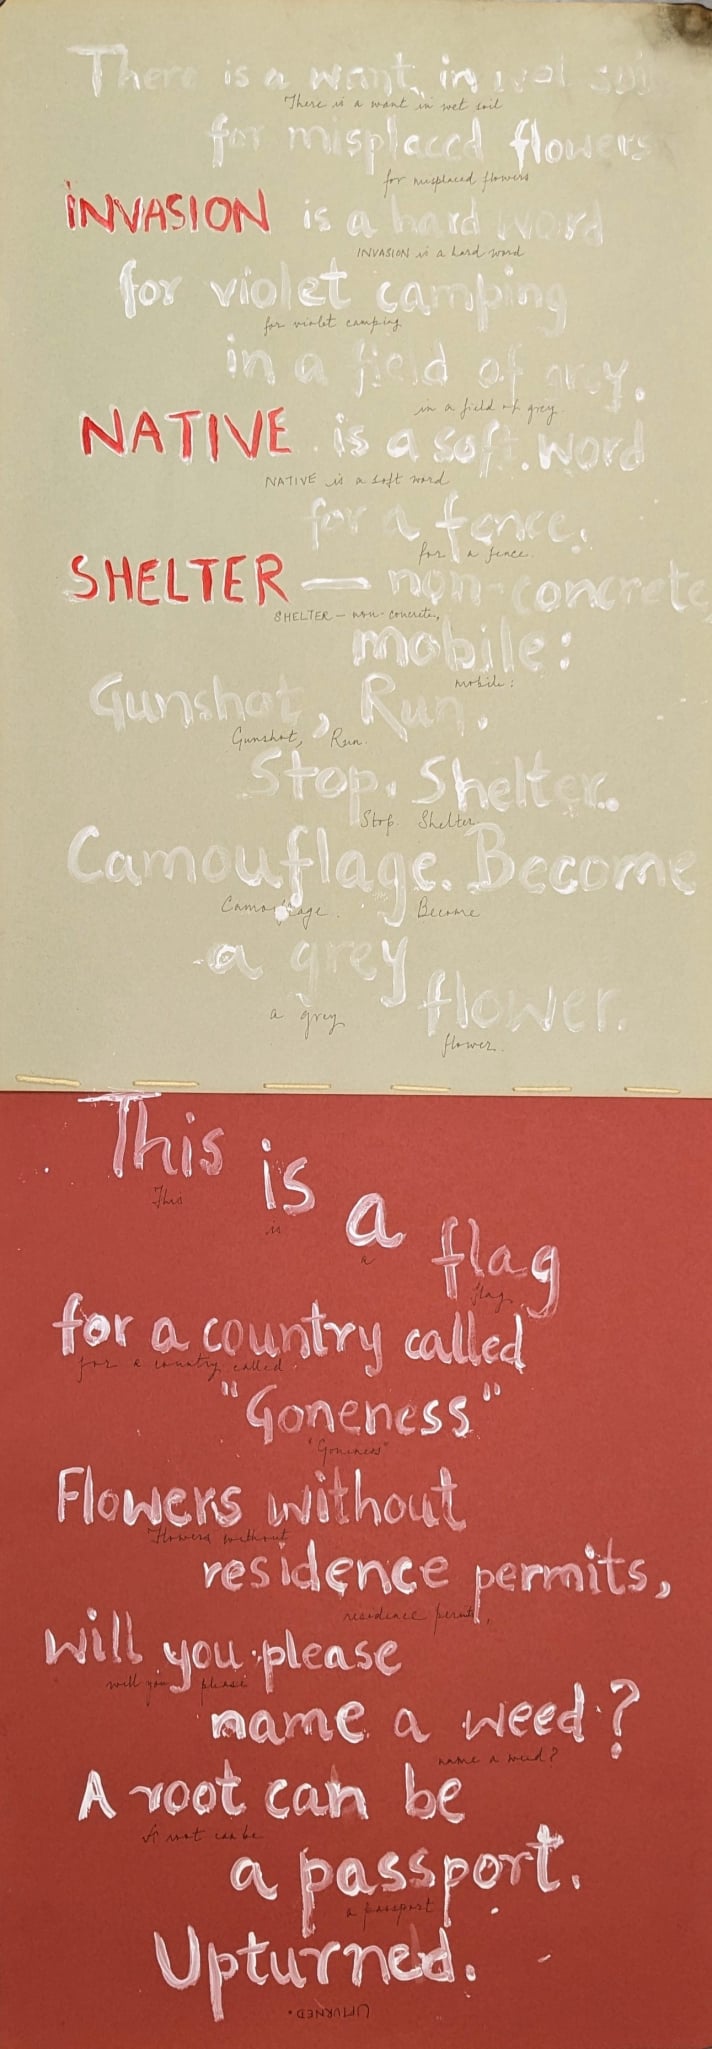 There is a want in wet soil
There is a want in wet soil
for misplaced flowers
for misplaced flowers
INVASION is a hard word
INVASION is a hard word
for violet camping
for violet camping
in a field of grey.
in a field of grey.
NATIVE is a soft word
NATIVE is a soft word
for a fence.
for a fence.
SHELTER — non-concrete,
SHELTER — non-concrete,
mobile:
mobile:
Gunshot, Run.
Gunshot, Run.
Stop. Shelter.
Stop. Shelter
Camouflage. Become
Camouflage. Become
a grey
a grey
flower.
flower.
This is a flag
This is a flag
for a country called
for a country called
"Goneness"
"Goneness"
Flowers without
Flowers without
residence permits,
residence permits,
will you please
will you please
name a weed?
name a weed?
A root can be
A root can be
a passport.
a passport
Upturned.
UPTURNED.